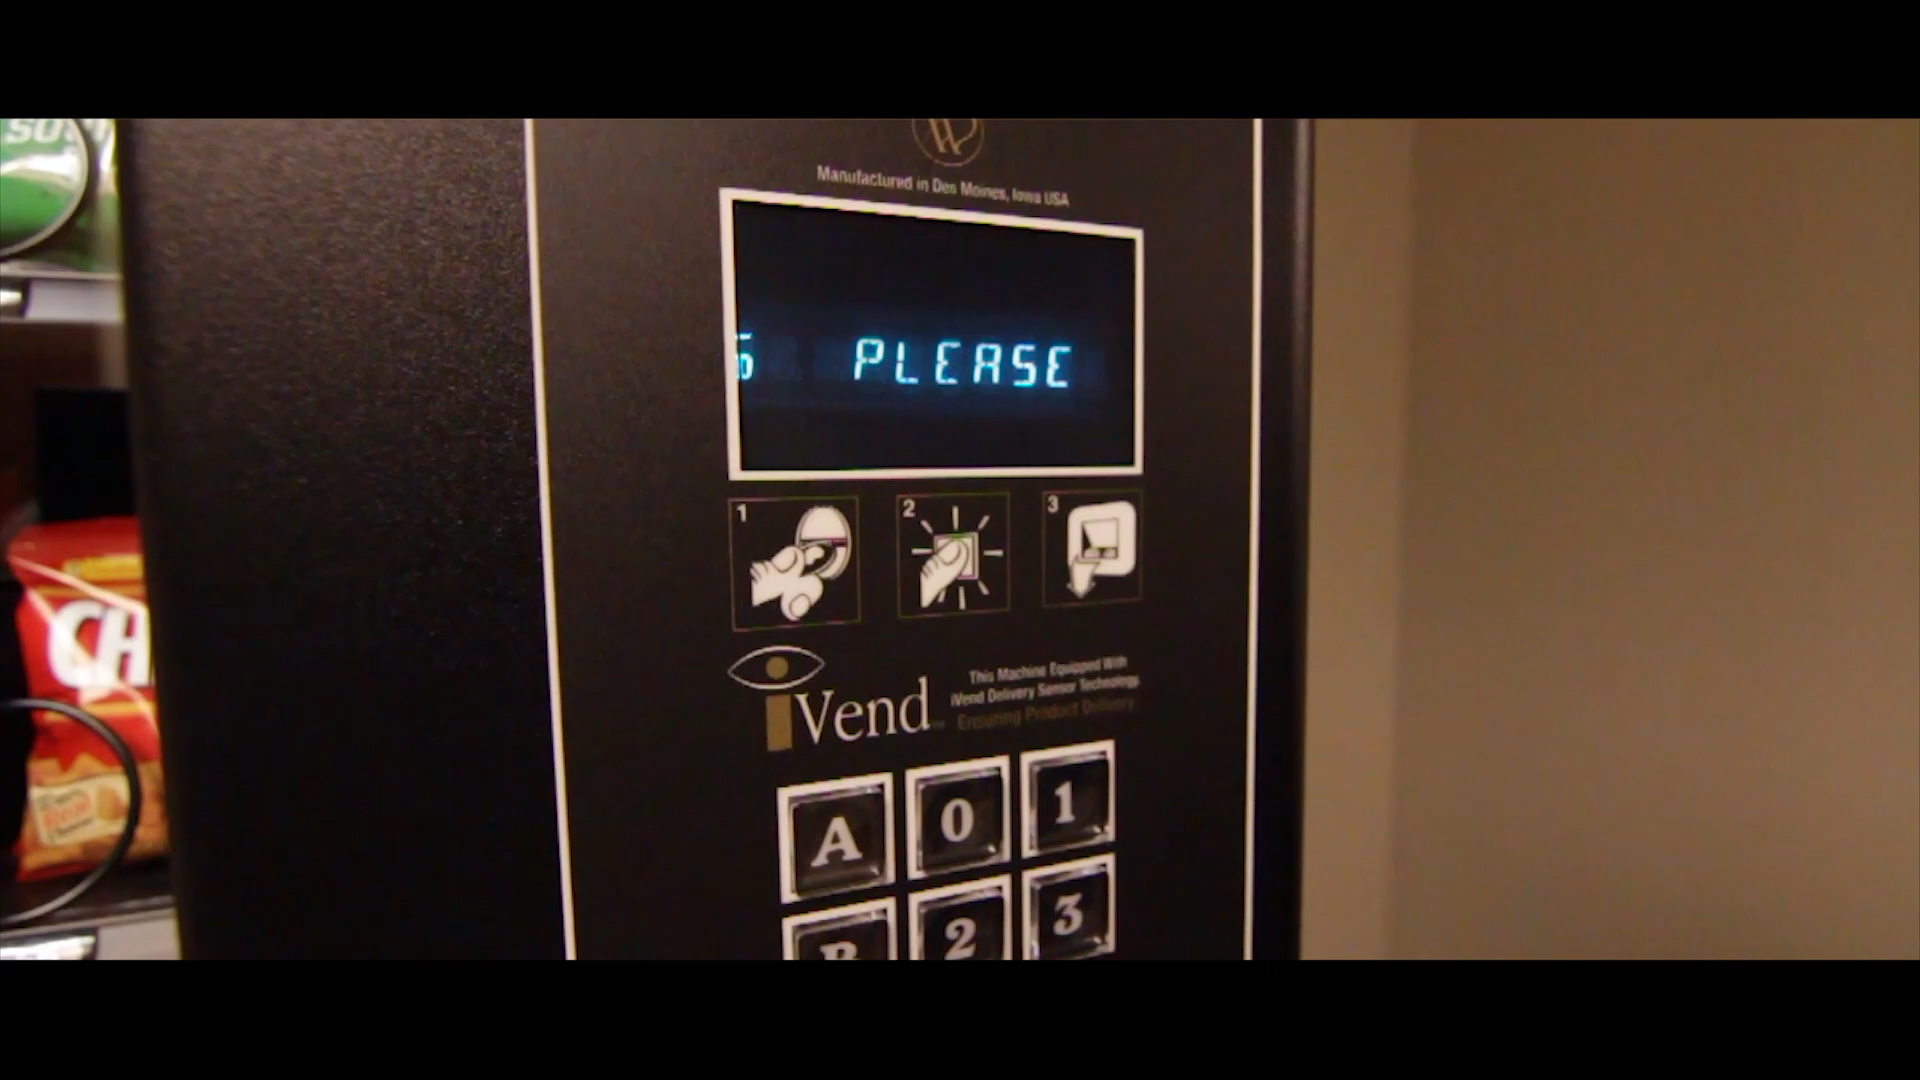 Manufactured in Des Moines, Iowa USA
PLEASE
1 2 3
iVend
This Machine Equipped With
iVend Delivery Sensor Technology
Ensuring Product Delivery
A 0 1
B 2 3
CH